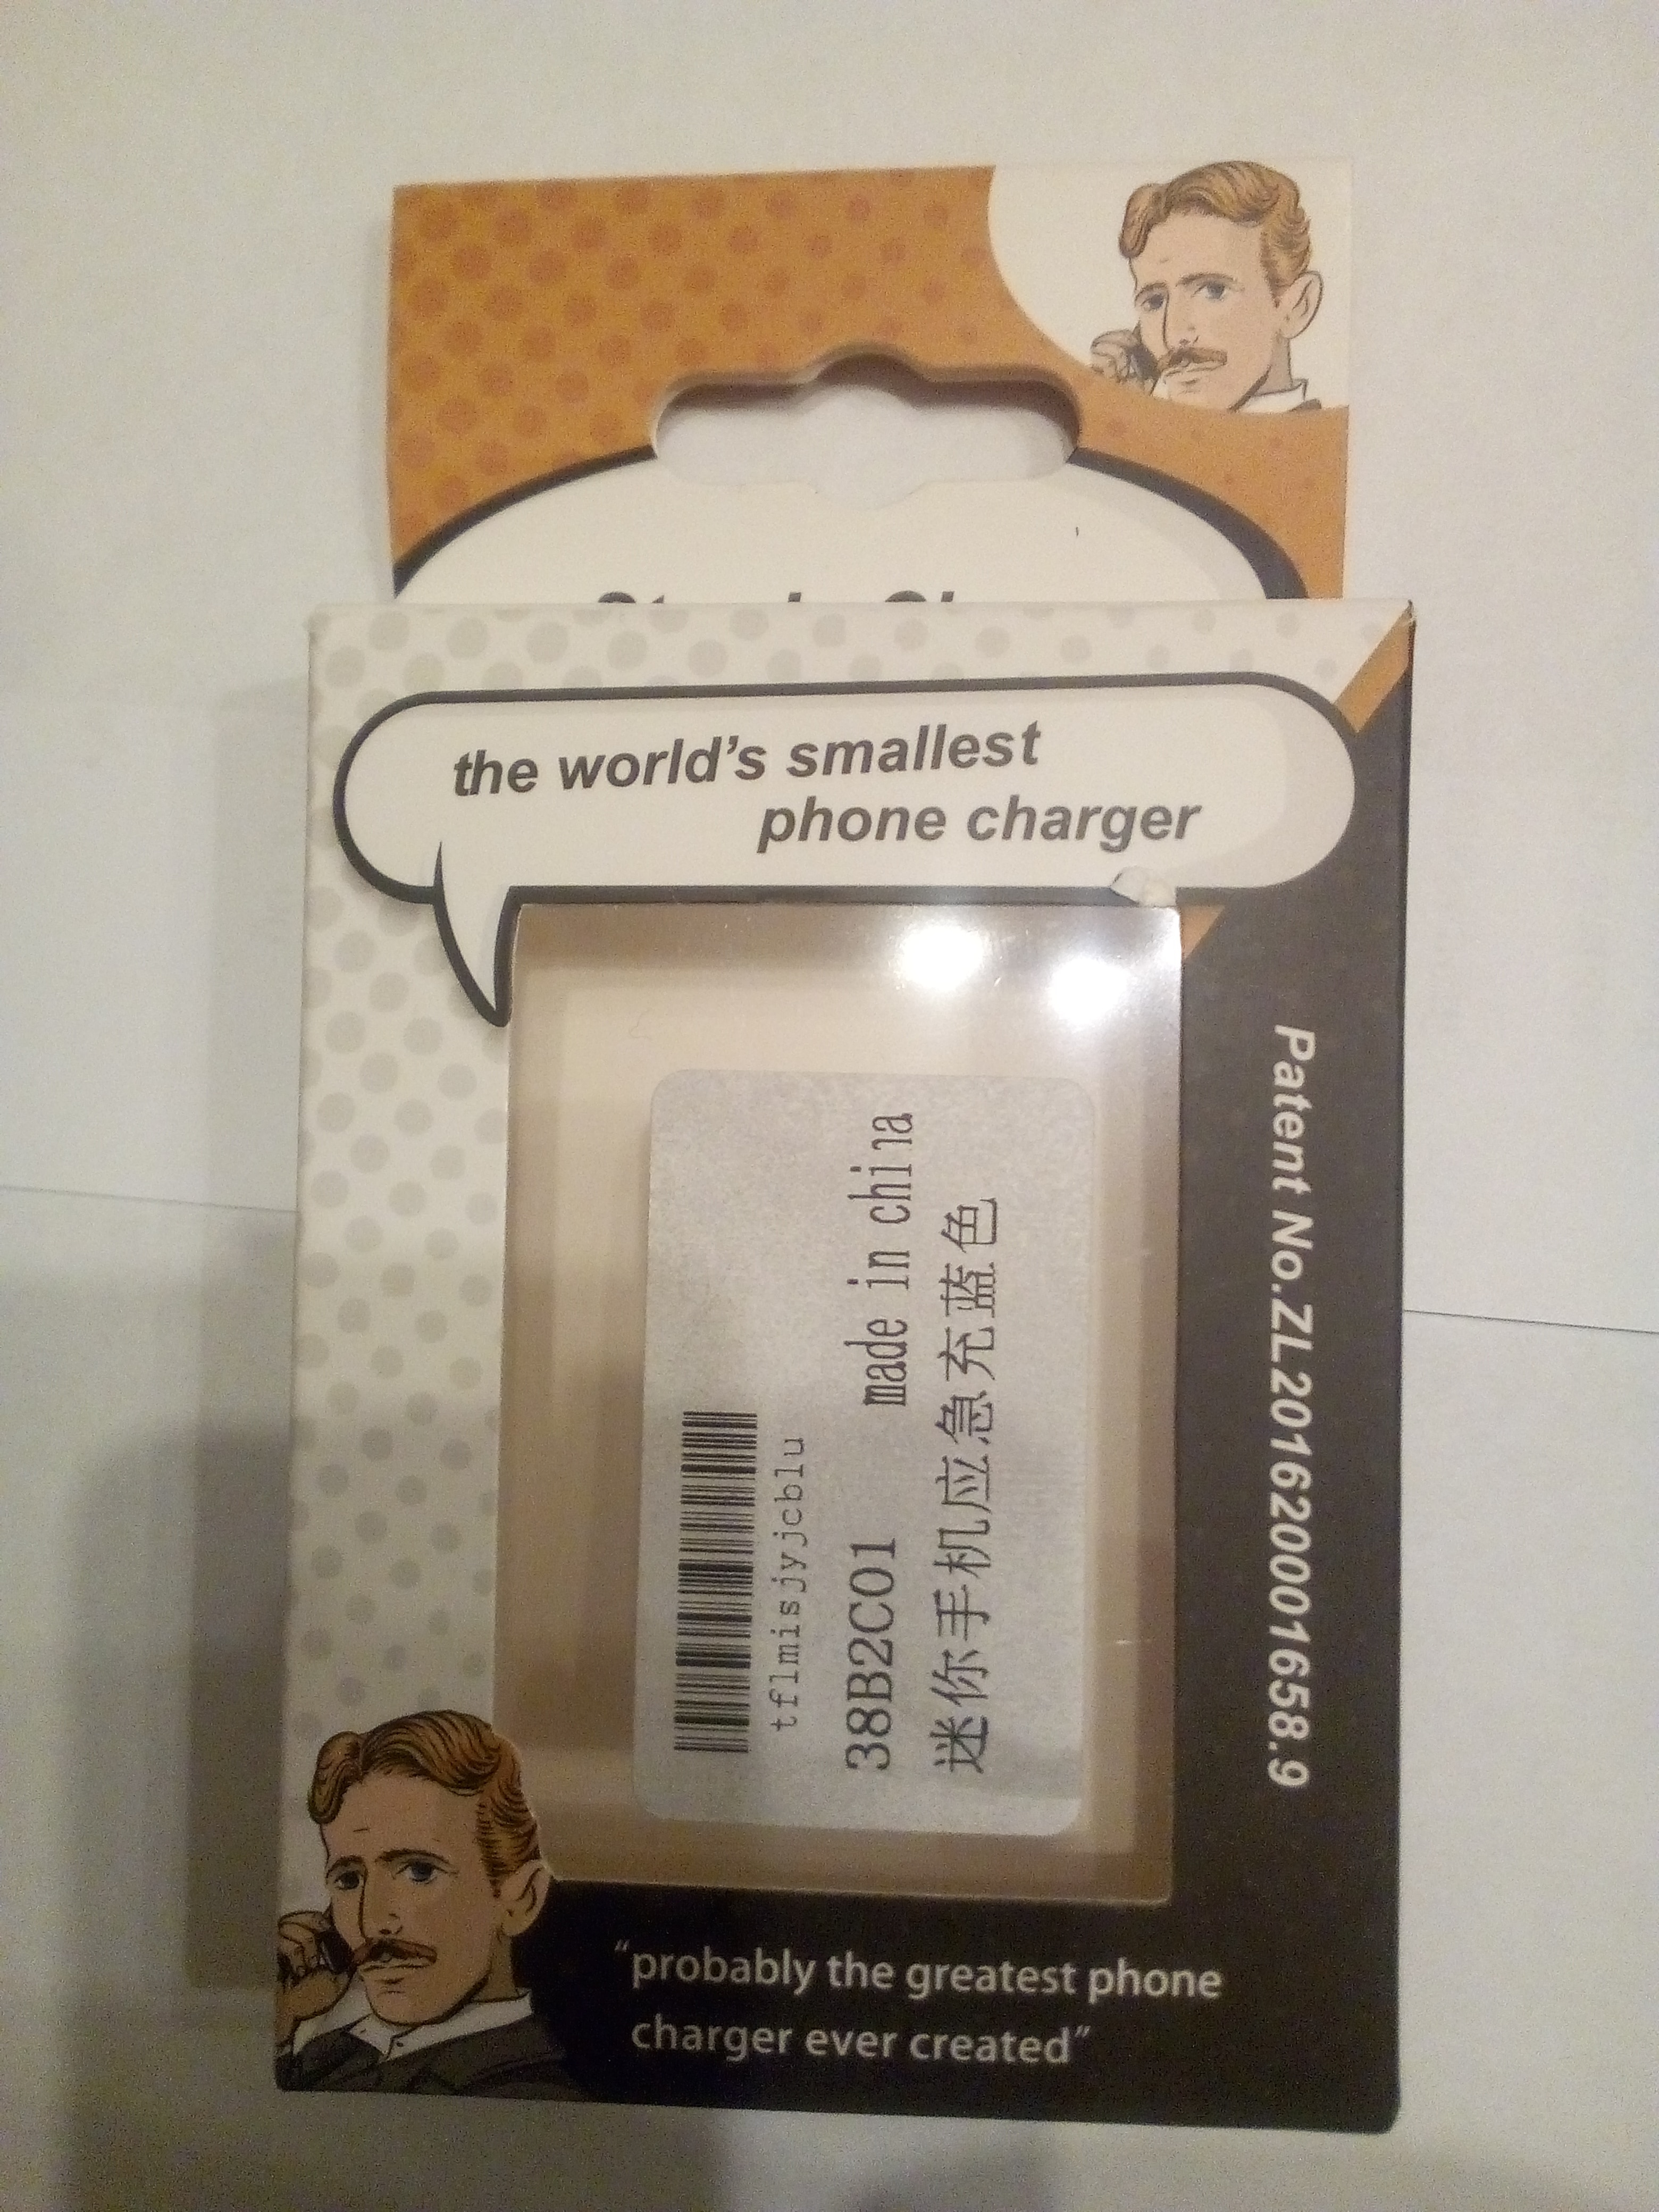 the world's smallest
phone charger
Patent No.ZL201620001658.9
tflmisjyjcblu
38B2C01 made in china
迷你手机应急充蓝色
“probably the greatest phone
charger ever created”